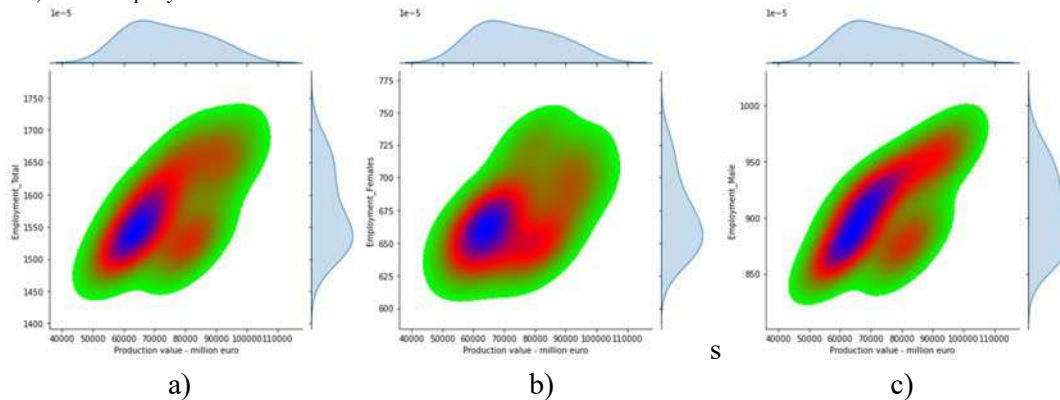 1e−5 1e−5 1e−5
1750
1700
1650
1600
1550
1500
1450
1400
Employment_Total
40000 50000 60000 70000 80000 90000 100000 110000
Production value - million euro
775
750
725
700
675
650
625
600
Employment_Females
40000 50000 60000 70000 80000 90000 100000 110000
Production value - million euro
s
1000
950
900
850
Employment_Male
40000 50000 60000 70000 80000 90000 100000 110000
Production value - million euro
a) b) c)